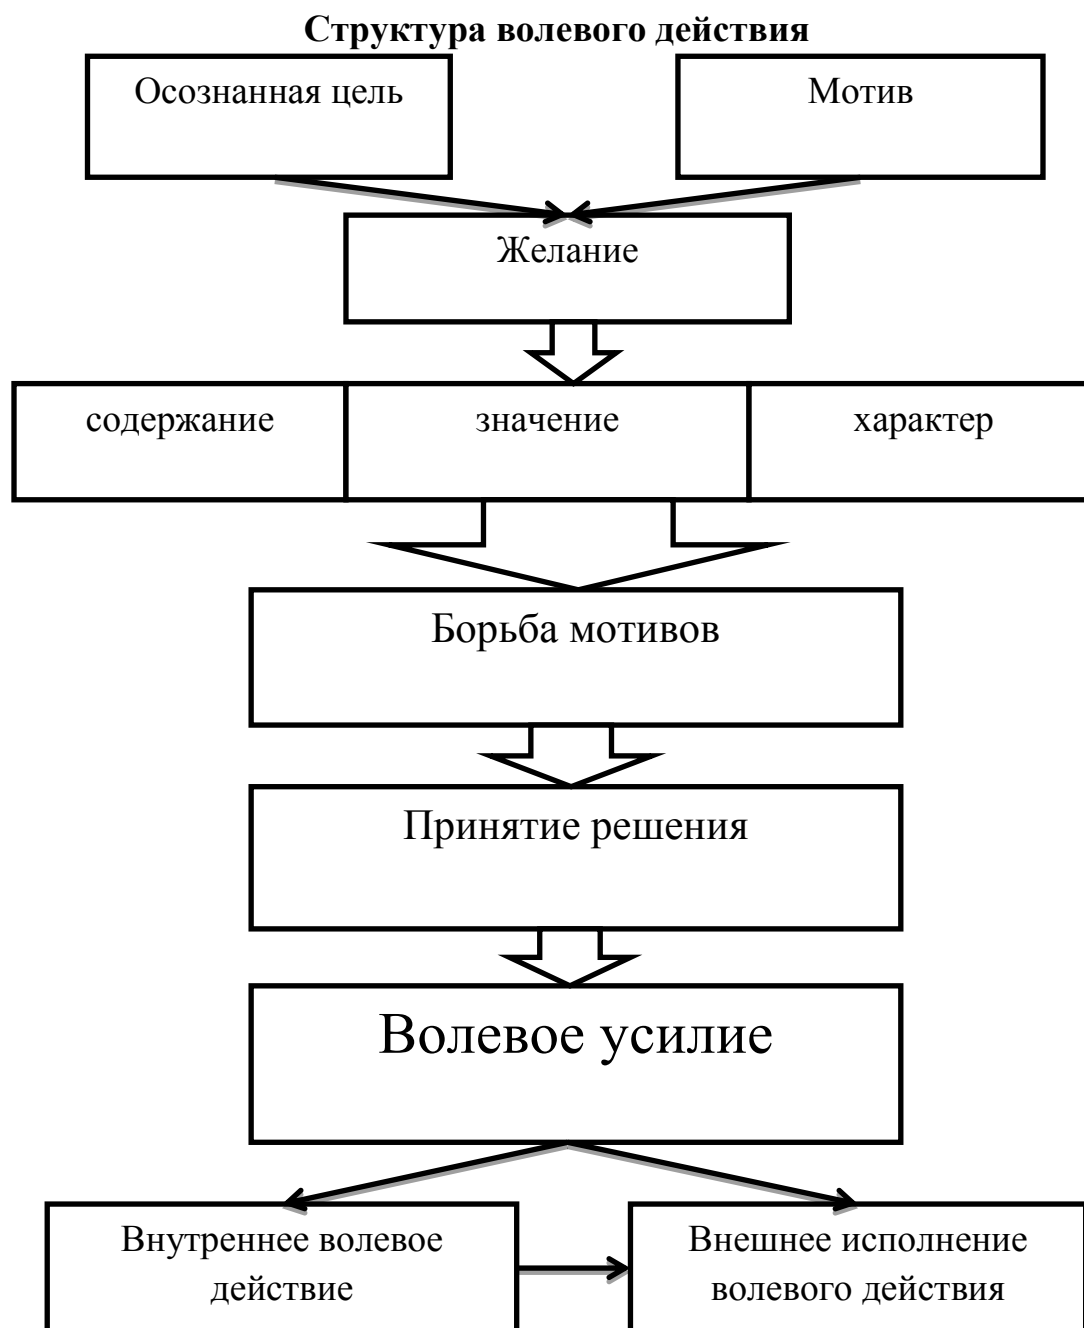 Структура волевого действия
Осознанная цель
Мотив
Желание
содержание
значение
характер
Борьба мотивов
Принятие решения
Волевое усилие
Внутреннее волевое
действие
Внешнее исполнение
волевого действия